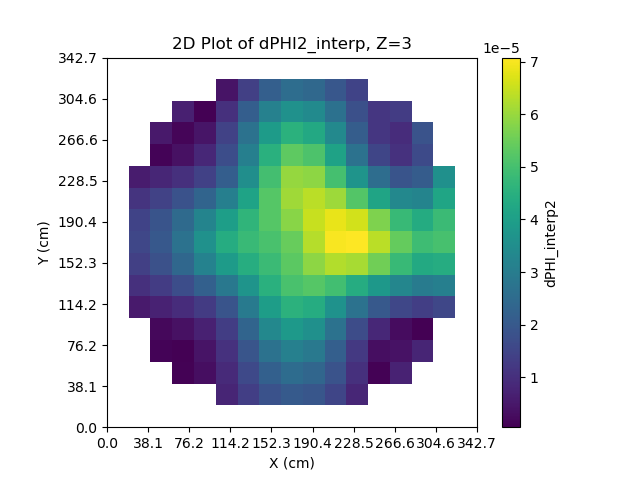 2D Plot of dPHI2_interp, Z=3
1e−5
342.7
304.6
266.6
228.5
190.4
152.3
114.2
76.2
38.1
0.0
Y (cm)
0.0 38.1 76.2 114.2 152.3 190.4 228.5 266.6 304.6 342.7
X (cm)
7
6
5
4
3
2
1
dPHI_interp2